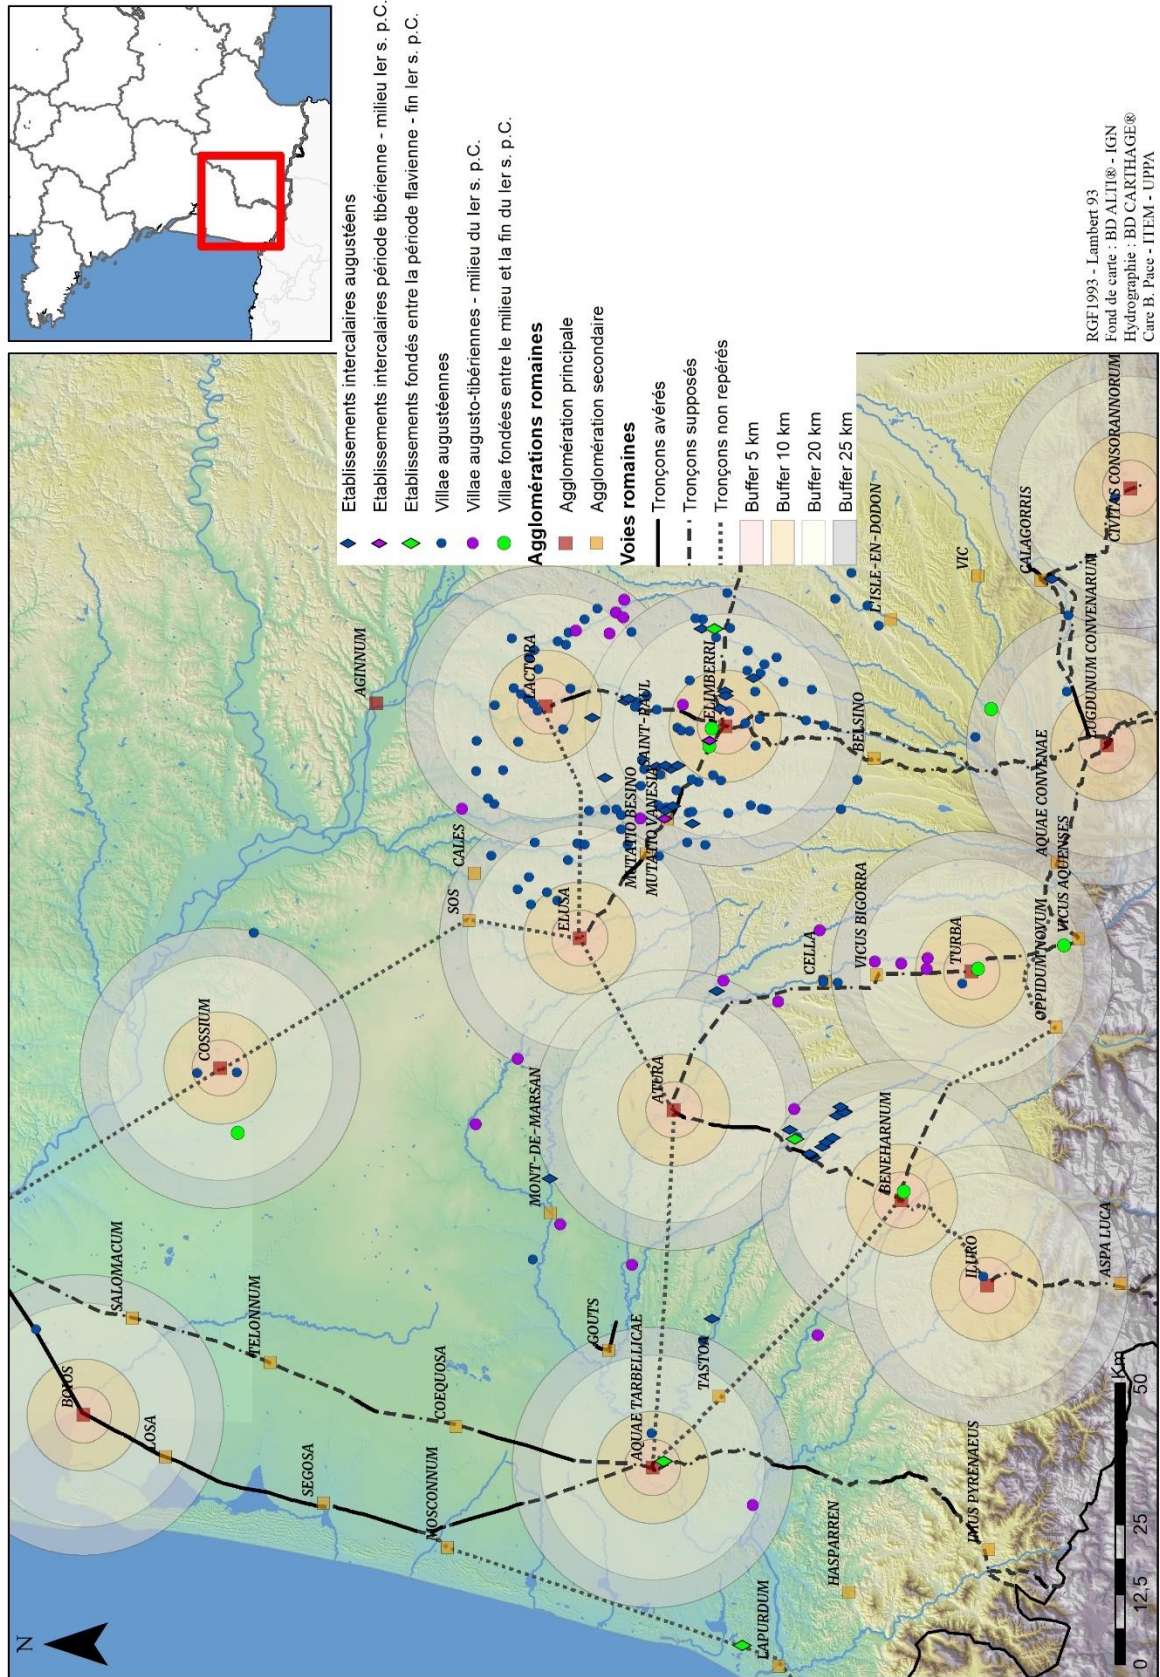 N
BOIOS
SALOMACUM
LOSA
TELONNUM
SEGOSA
COEQUOSA
MOSCONNUM
GOUTS
AQUAE TARBELLICAE
TASTOA
LAPURDUM
HASPARREN
IMUS PYRENAEUS
COSSIUM
MONT-DE-MARSAN
ATURA
BENEHARNUM
ILURO
ASPA LUCA
AGINNUM
CALES
SOS
ELUSA
LACTORA
MUTATIO BESINO
MUTATIO VANESIA
SAINT-PAUL
ELIMBERRI
BELSINO
CELLA
VICUS BIGORRA
TURBA
OPPIDUM NOVUM
VICUS AQUENSES
AQUAE CONVENAE
LUGDUNUM CONVENARUM
L'ISLE-EN-DODON
VIC
CALAGORRIS
CIVITAS CONSORANNORUM
0 12,5 25 50
Km
Etablissements intercalaires augustéens
Etablissements intercalaires période tibérienne - milieu Ier s. p.C.
Etablissements fondés entre la période flavienne - fin Ier s. p.C.
Villae augustéennes
Villae augusto-tibériennes - milieu du Ier s. p.C.
Villae fondées entre le milieu et la fin du Ier s. p.C.
Agglomérations romaines
Agglomération principale
Agglomération secondaire
Voies romaines
Tronçons avérés
Tronçons supposés
Tronçons non repérés
Buffer 5 km
Buffer 10 km
Buffer 20 km
Buffer 25 km
RGF1993 - Lambert 93
Fond de carte : BD ALTI® - IGN
Hydrographie : BD CARTHAGE®
Care B. Pace - ITEM - UPPA